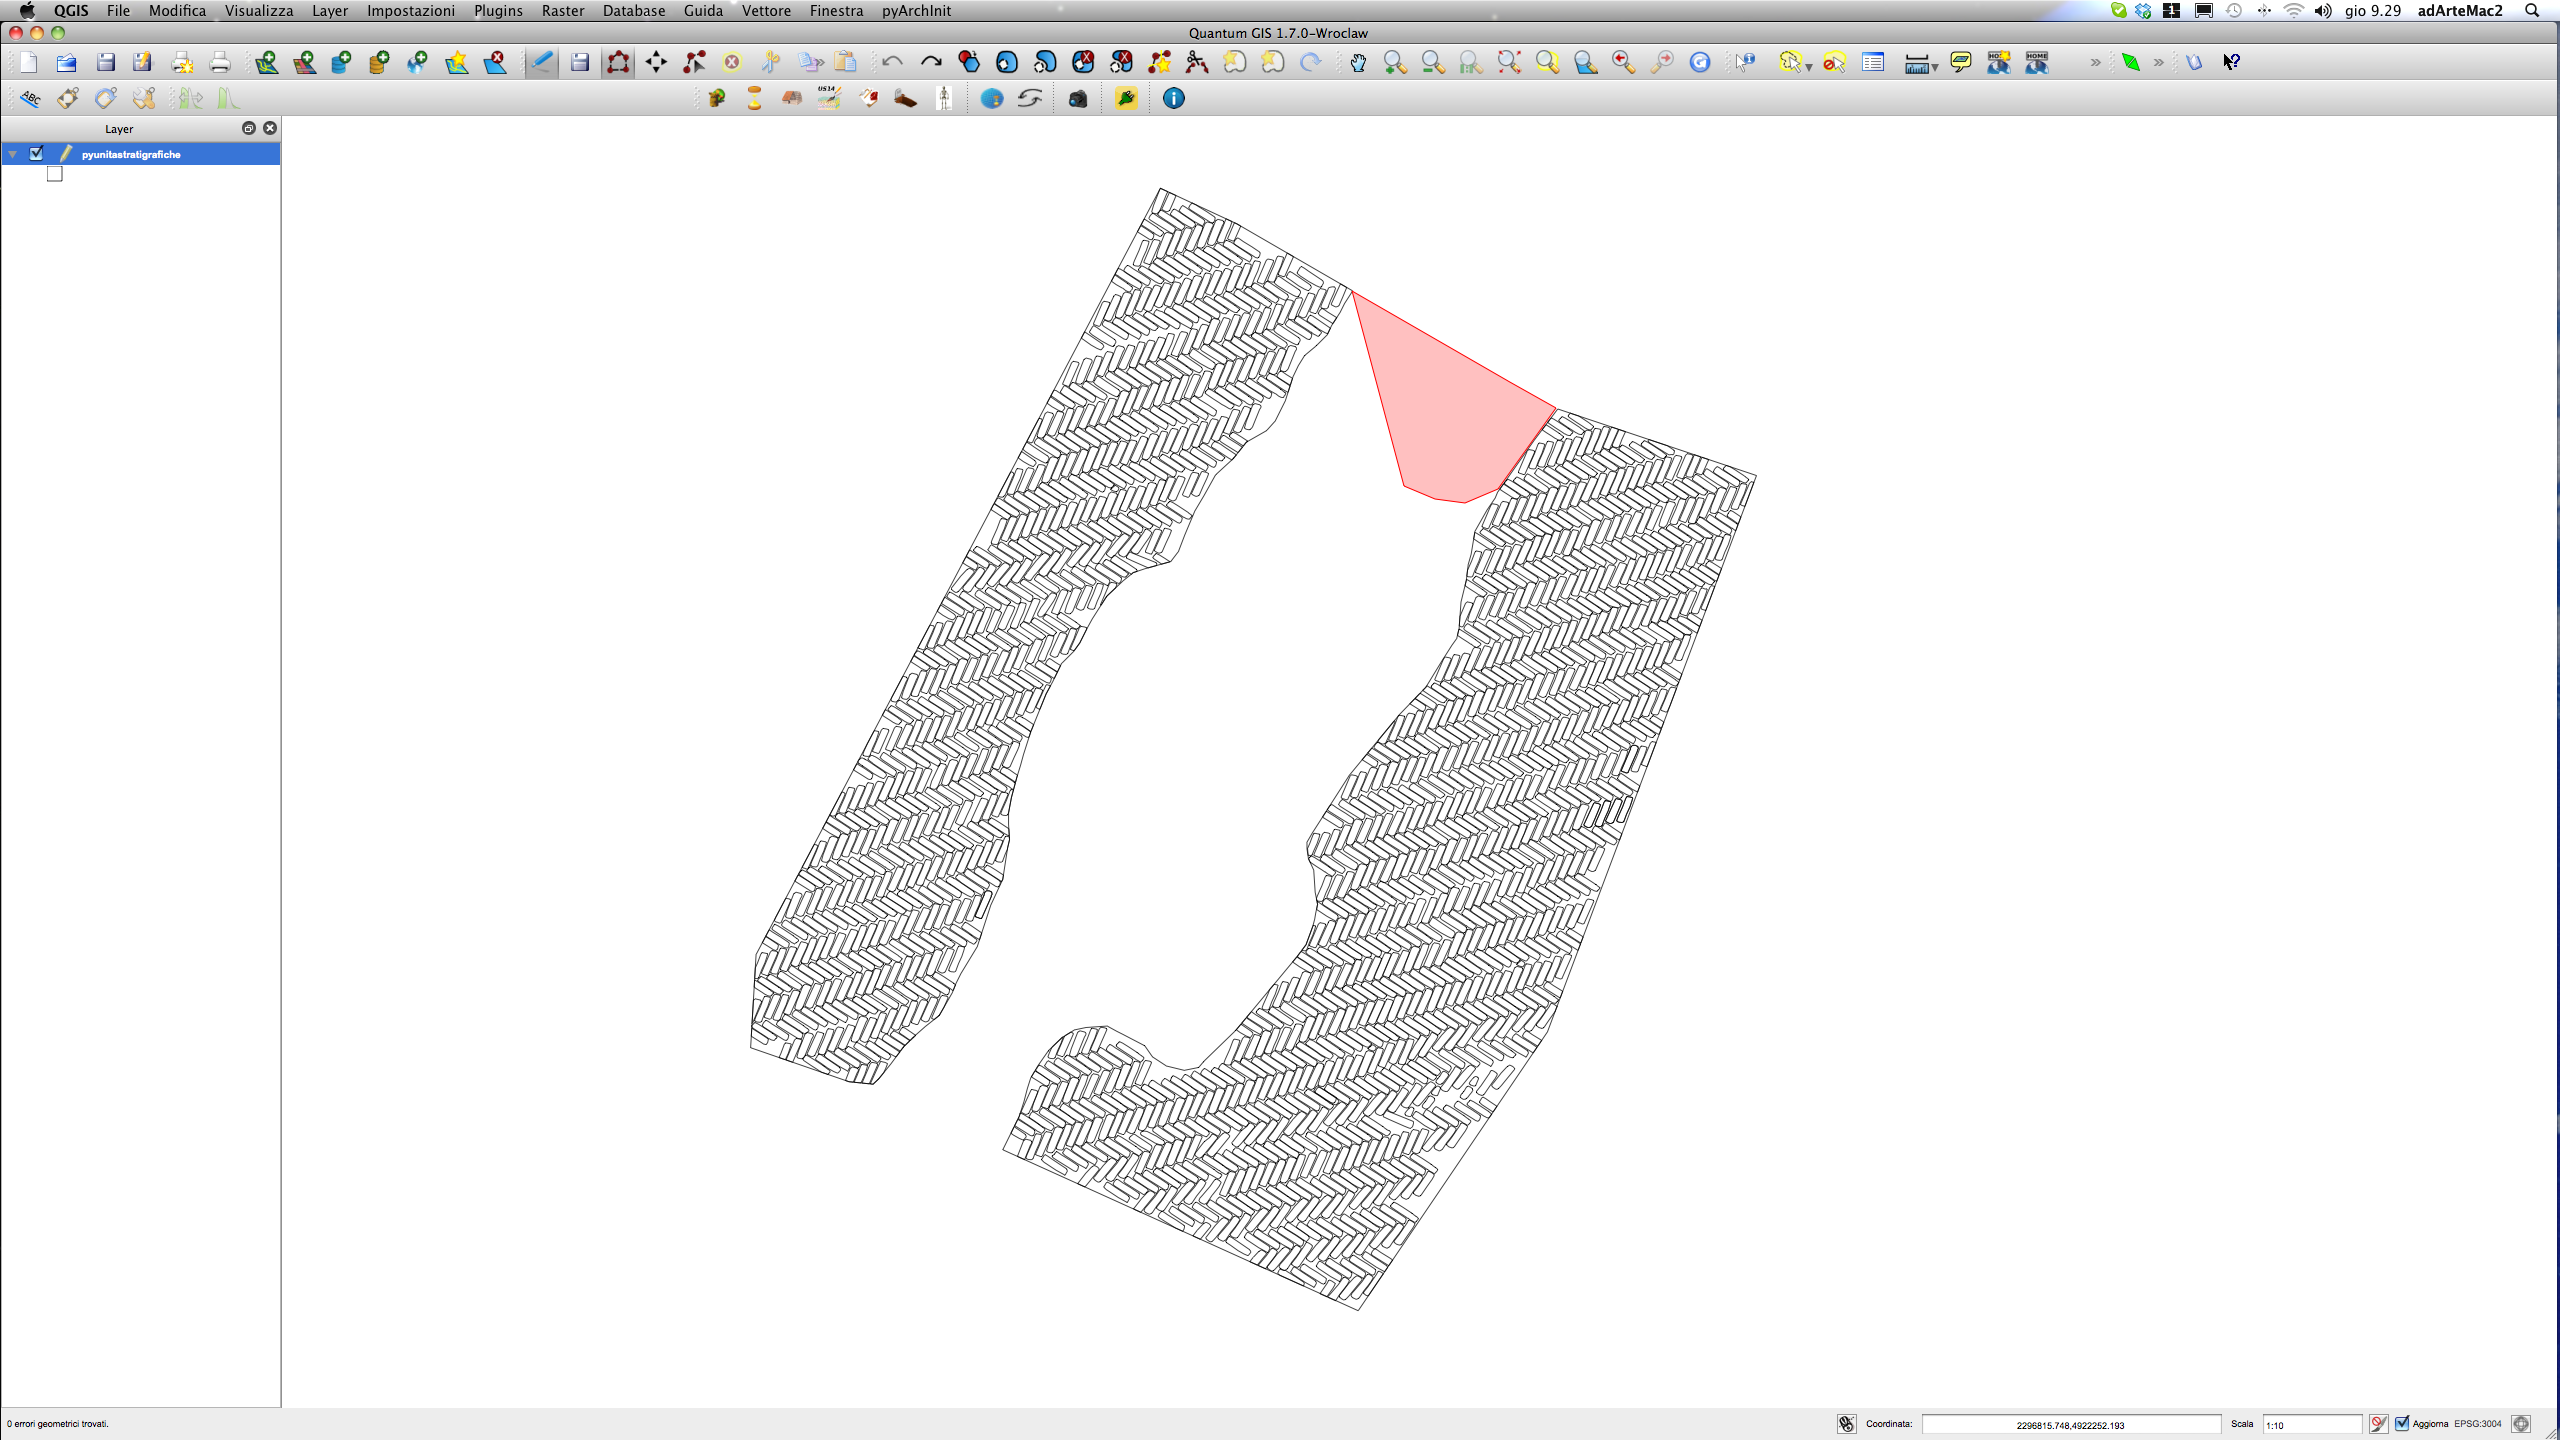 QGIS File Modifica Visualizza Layer Impostazioni Plugins Raster Database Guida Vettore Finestra pyArchInit 1 gio 9.29 adArteMac2
Quantum GIS 1.7.0-Wroclaw
ABC US14
Layer
pyunitastratigrafiche
0 errori geometrici trovati. Coordinata: 2296815.748,4922252.193 Scala 1:10 Aggiorna EPSG:3004